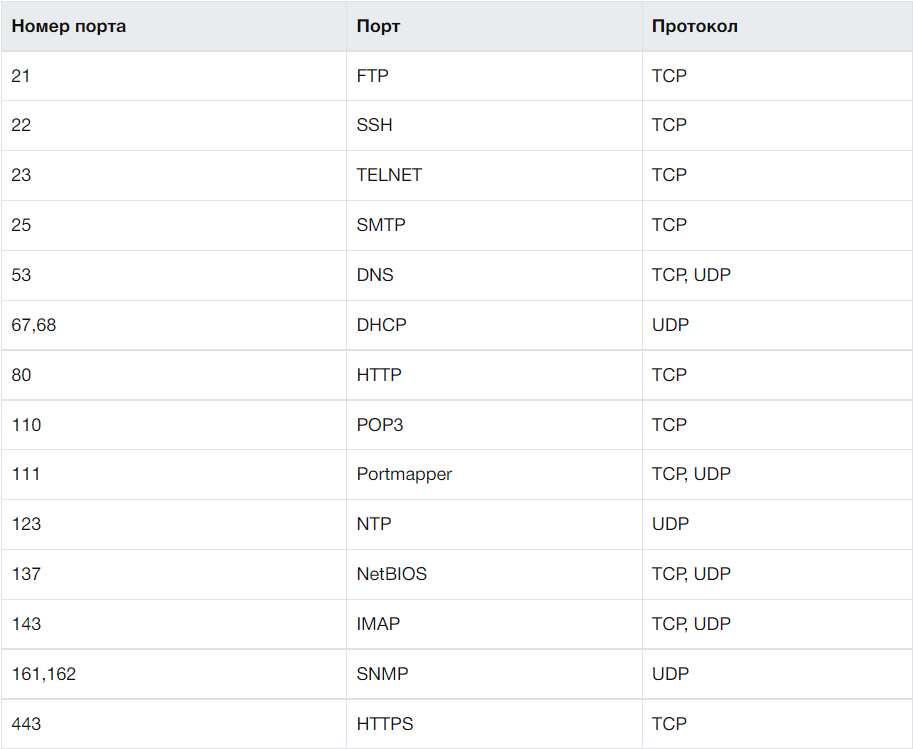 Номер порта Порт Протокол
21 FTP TCP
22 SSH TCP
23 TELNET TCP
25 SMTP TCP
53 DNS TCP, UDP
67,68 DHCP UDP
80 HTTP TCP
110 POP3 TCP
111 Portmapper TCP, UDP
123 NTP UDP
137 NetBIOS TCP, UDP
143 IMAP TCP, UDP
161,162 SNMP UDP
443 HTTPS TCP